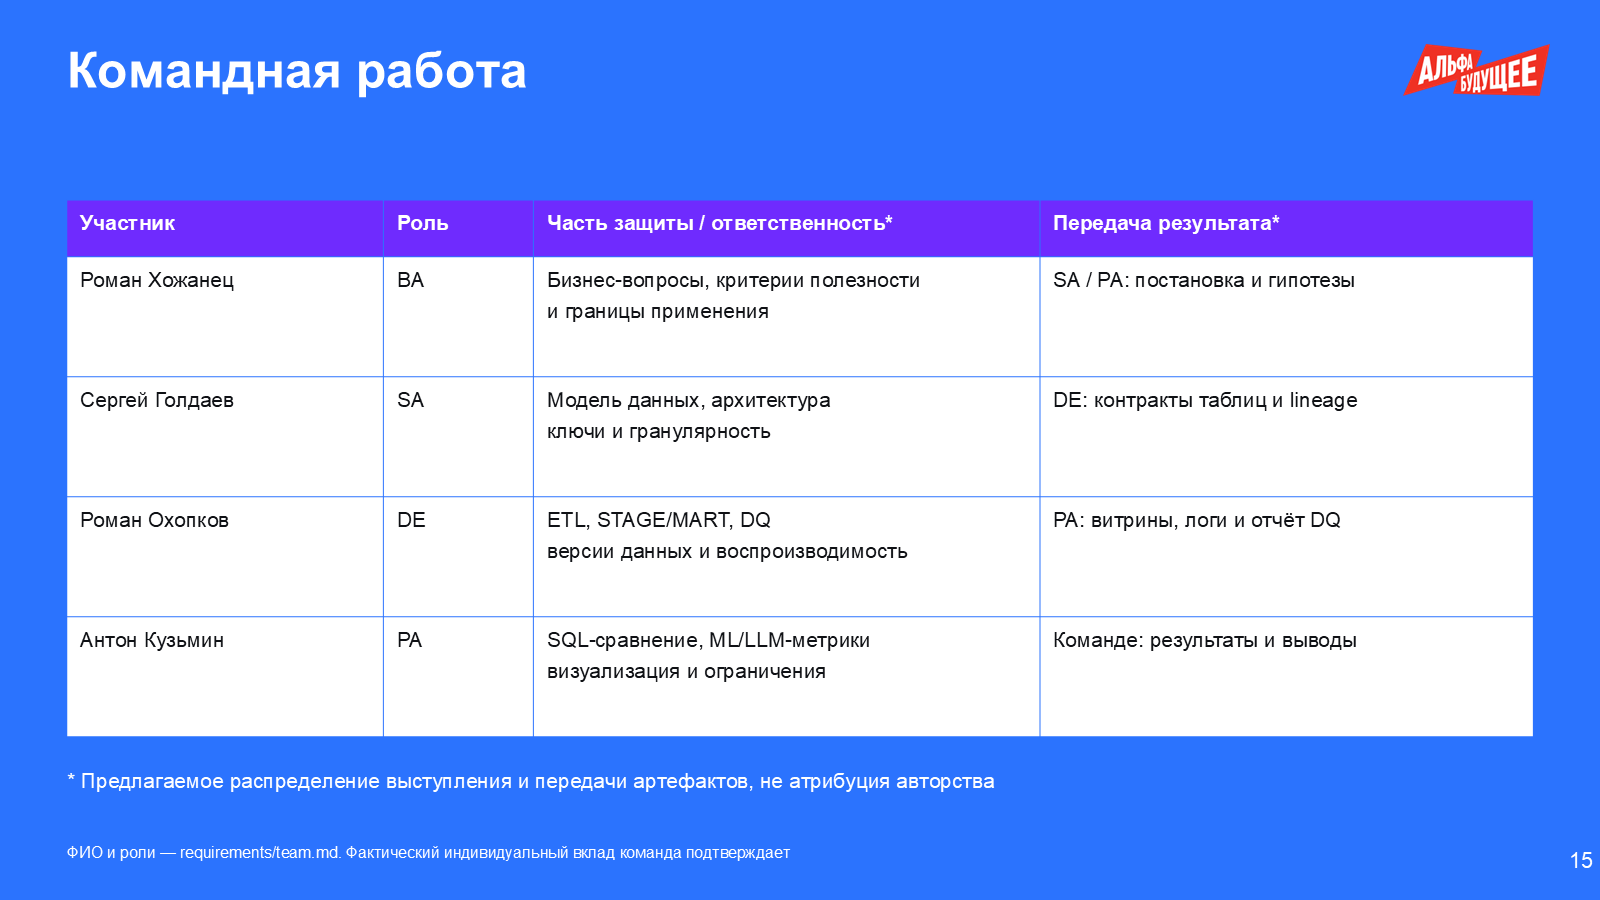 Командная работа
АЛЬФА
БУДУЩЕЕ
Участник
Роль
Часть защиты / ответственность*
Передача результата*
Роман Хожанец
BA
Бизнес-вопросы, критерии полезности
и границы применения
SA / PA: постановка и гипотезы
Сергей Голдаев
SA
Модель данных, архитектура
ключи и гранулярность
DE: контракты таблиц и lineage
Роман Охопков
DE
ETL, STAGE/MART, DQ
версии данных и воспроизводимость
PA: витрины, логи и отчёт DQ
Антон Кузьмин
PA
SQL-сравнение, ML/LLM-метрики
визуализация и ограничения
Команде: результаты и выводы
* Предлагаемое распределение выступления и передачи артефактов, не атрибуция авторства
ФИО и роли — requirements/team.md. Фактический индивидуальный вклад команда подтверждает
15